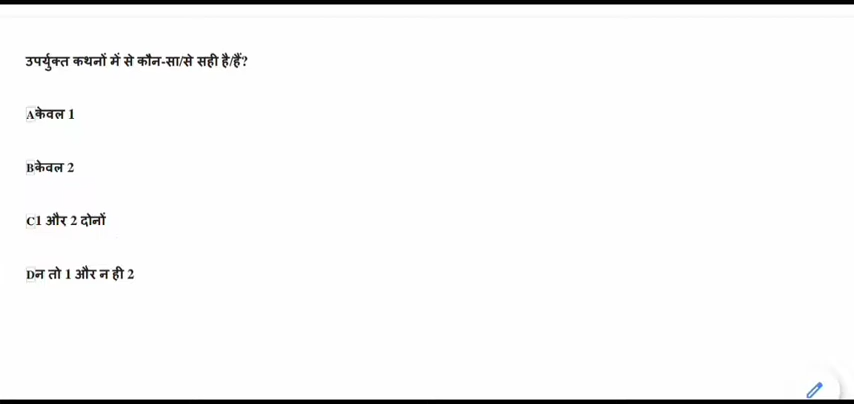 उपर्युक्त कथनों में से कौन-सा/से सही है/हैं?
Aकेवल 1
Bकेवल 2
C1 और 2 दोनों
Dन तो 1 और न ही 2